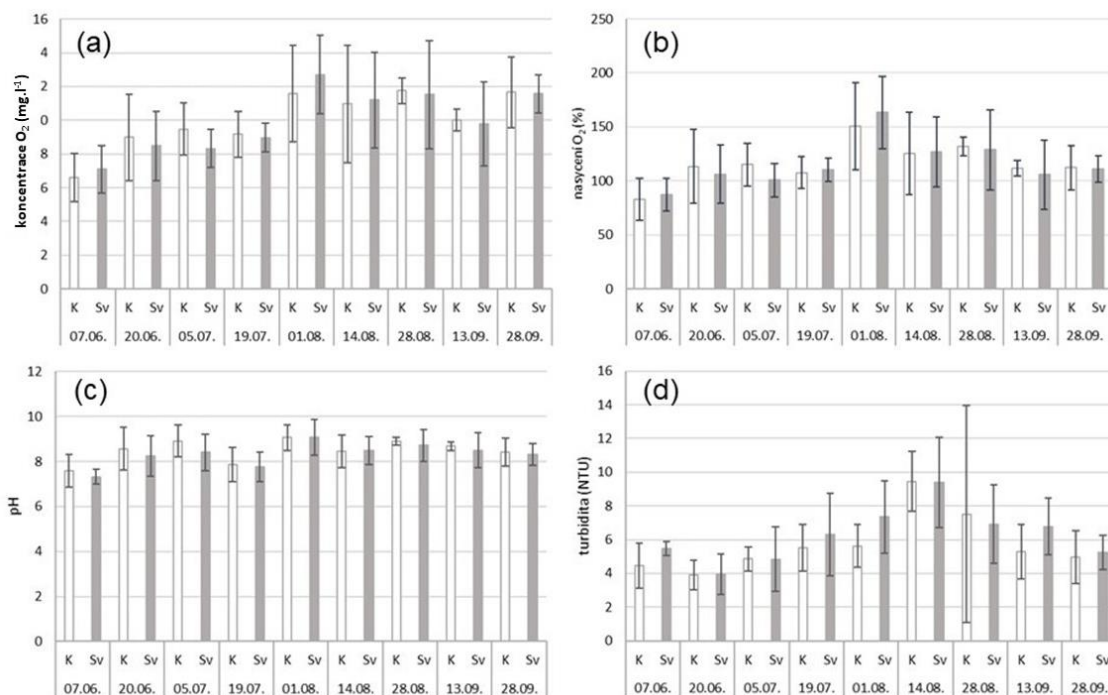 (a)
koncentrace O₂ (mg.l⁻¹)
16
4
2
0
8
6
4
2
0
K Sv K Sv K Sv K Sv K Sv K Sv K Sv K Sv K Sv
07.06. 20.06. 05.07. 19.07. 01.08. 14.08. 28.08. 13.09. 28.09.
(b)
nasycení O₂ (%)
250
200
150
100
50
0
K Sv K Sv K Sv K Sv K Sv K Sv K Sv K Sv K Sv
07.06. 20.06. 05.07. 19.07. 01.08. 14.08. 28.08. 13.09. 28.09.
(c)
pH
12
10
8
6
4
2
0
K Sv K Sv K Sv K Sv K Sv K Sv K Sv K Sv K Sv
07.06. 20.06. 05.07. 19.07. 01.08. 14.08. 28.08. 13.09. 28.09.
(d)
turbidita (NTU)
16
14
12
10
8
6
4
2
0
K Sv K Sv K Sv K Sv K Sv K Sv K Sv K Sv K Sv
07.06. 20.06. 05.07. 19.07. 01.08. 14.08. 28.08. 13.09. 28.09.